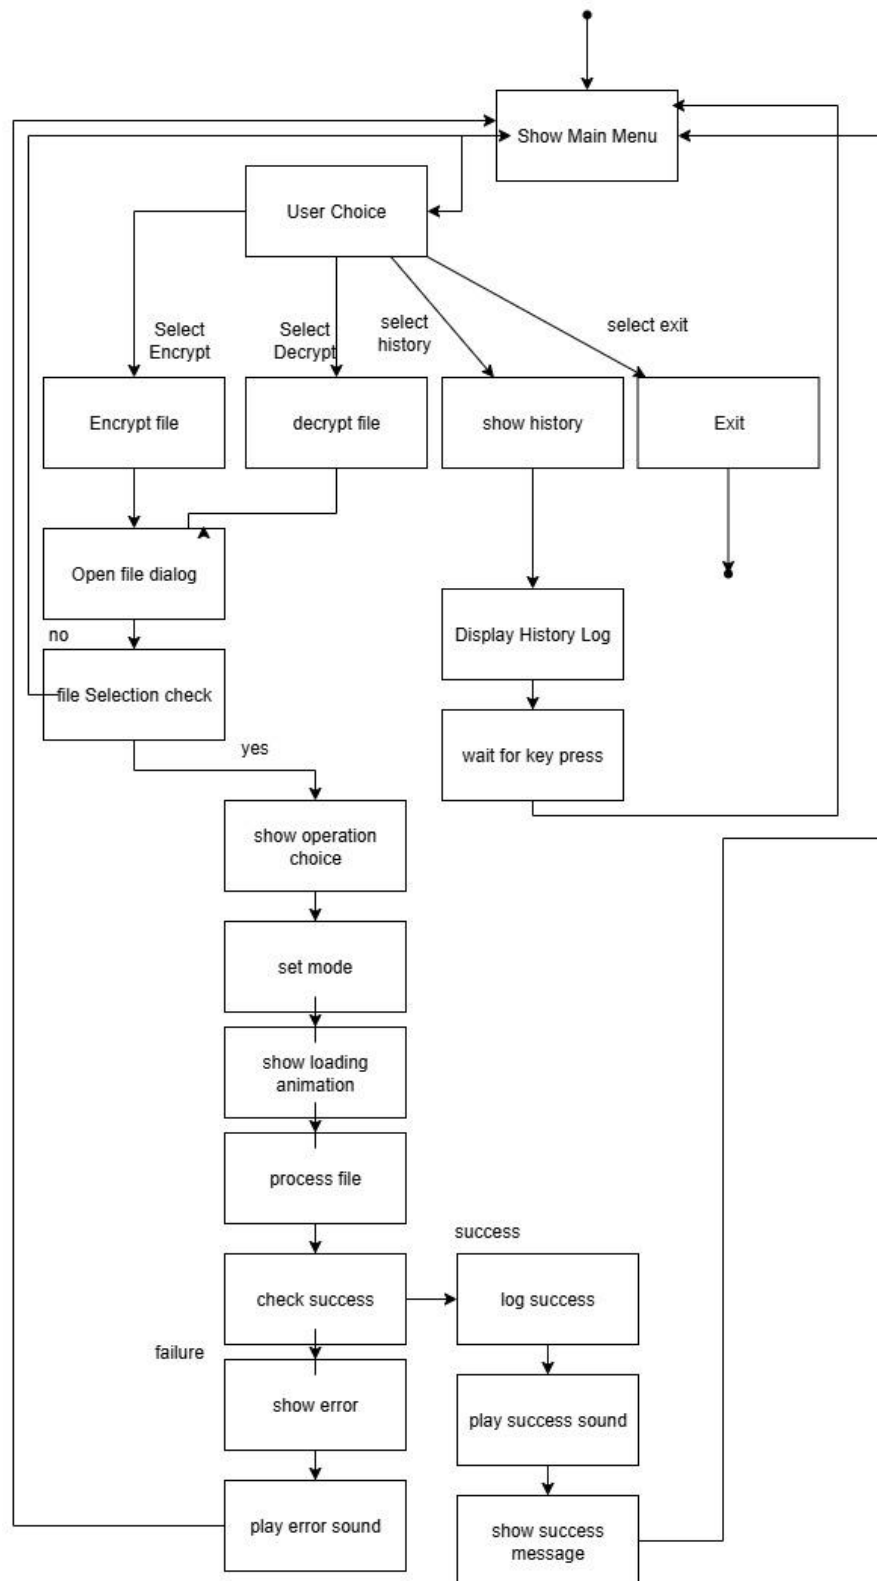 Show Main Menu
User Choice
Select
Encrypt
Select
Decrypt
select
history
select exit
Encrypt file
decrypt file
show history
Exit
Open file dialog
Display History Log
no
file Selection check
yes
wait for key press
show operation
choice
set mode
show loading
animation
process file
success
check success
log success
failure
show error
play success sound
play error sound
show success
message